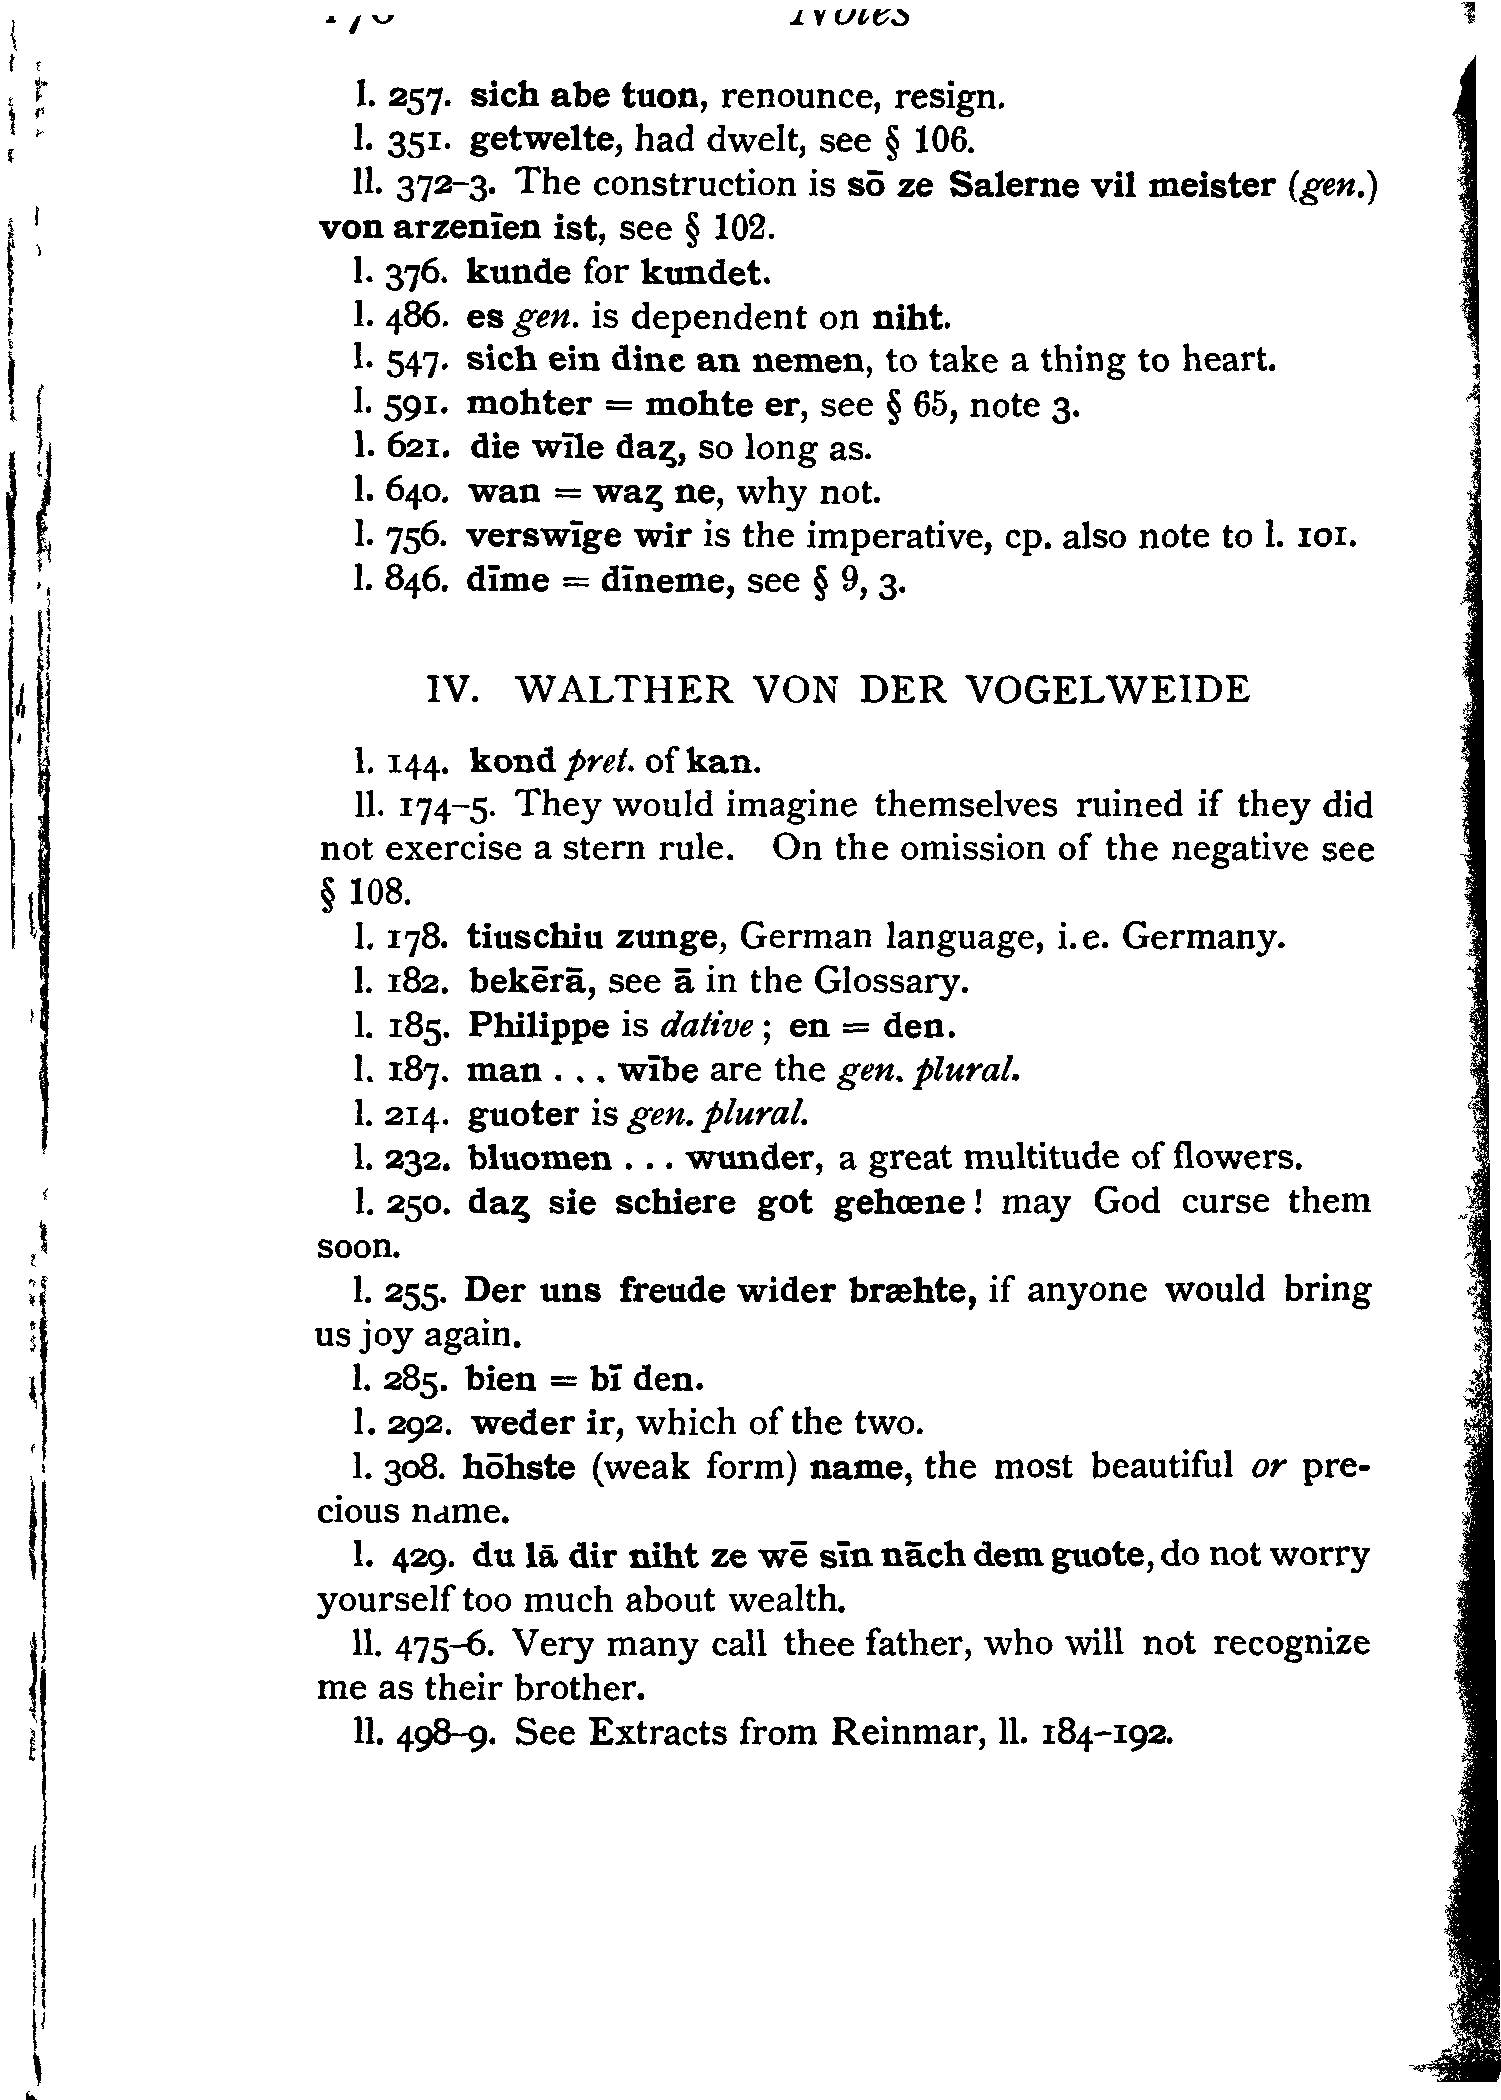 Notes
l. 257. sich abe tuon, renounce, resign.
l. 351. getwelte, had dwelt, see § 106.
ll. 372–3. The construction is sō ze Salerne vil meister (gen.)
von arzenīen ist, see § 102.
l. 376. kunde for kundet.
l. 486. es gen. is dependent on niht.
l. 547. sich ein dinc an nemen, to take a thing to heart.
l. 591. mohter = mohte er, see § 65, note 3.
l. 621. die wīle daȥ, so long as.
l. 640. wan = waȥ ne, why not.
l. 756. verswīge wir is the imperative, cp. also note to l. 101.
l. 846. dīme = dīneme, see § 9, 3.
IV. WALTHER VON DER VOGELWEIDE
l. 144. kond pret. of kan.
ll. 174–5. They would imagine themselves ruined if they did
not exercise a stern rule. On the omission of the negative see
§ 108.
l. 178. tiuschiu zunge, German language, i.e. Germany.
l. 182. bekērā, see ā in the Glossary.
l. 185. Philippe is dative; en = den.
l. 187. man . . . wībe are the gen. plural.
l. 214. guoter is gen. plural.
l. 232. bluomen . . . wunder, a great multitude of flowers.
l. 250. daȥ sie schiere got gehœne! may God curse them
soon.
l. 255. Der uns freude wider bræhte, if anyone would bring
us joy again.
l. 285. bien = bī den.
l. 292. weder ir, which of the two.
l. 308. hōhste (weak form) name, the most beautiful or pre-
cious name.
l. 429. du lā dir niht ze wē sīn nāch dem guote, do not worry
yourself too much about wealth.
ll. 475–6. Very many call thee father, who will not recognize
me as their brother.
ll. 498–9. See Extracts from Reinmar, ll. 184–192.